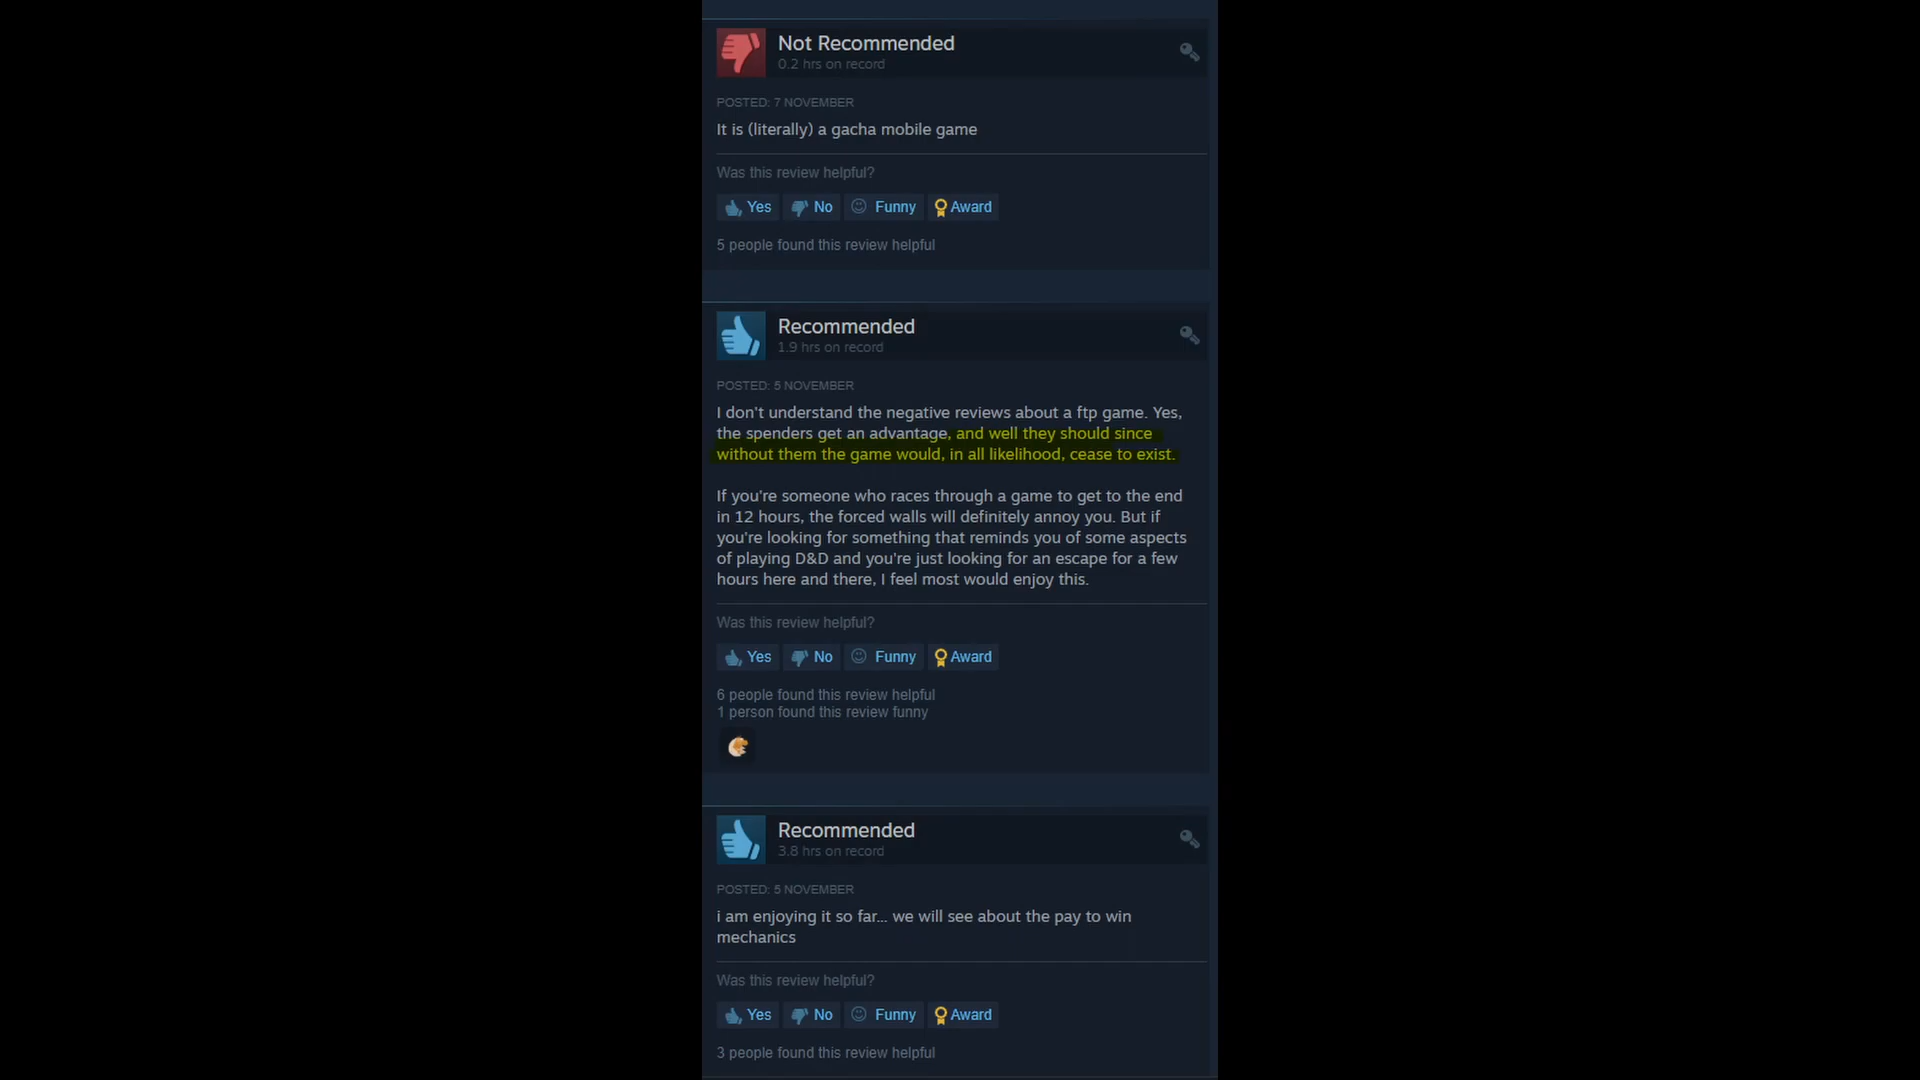 Not Recommended
0.2 hrs on record
POSTED: 7 NOVEMBER
It is (literally) a gacha mobile game
Was this review helpful?
Yes No Funny Award
5 people found this review helpful
Recommended
1.9 hrs on record
POSTED: 5 NOVEMBER
I don't understand the negative reviews about a ftp game. Yes,
the spenders get an advantage, and well they should since
without them the game would, in all likelihood, cease to exist.
If you're someone who races through a game to get to the end
in 12 hours, the forced walls will definitely annoy you. But if
you're looking for something that reminds you of some aspects
of playing D&D and you're just looking for an escape for a few
hours here and there, I feel most would enjoy this.
Was this review helpful?
Yes No Funny Award
6 people found this review helpful
1 person found this review funny
Recommended
3.8 hrs on record
POSTED: 5 NOVEMBER
i am enjoying it so far... we will see about the pay to win
mechanics
Was this review helpful?
Yes No Funny Award
3 people found this review helpful